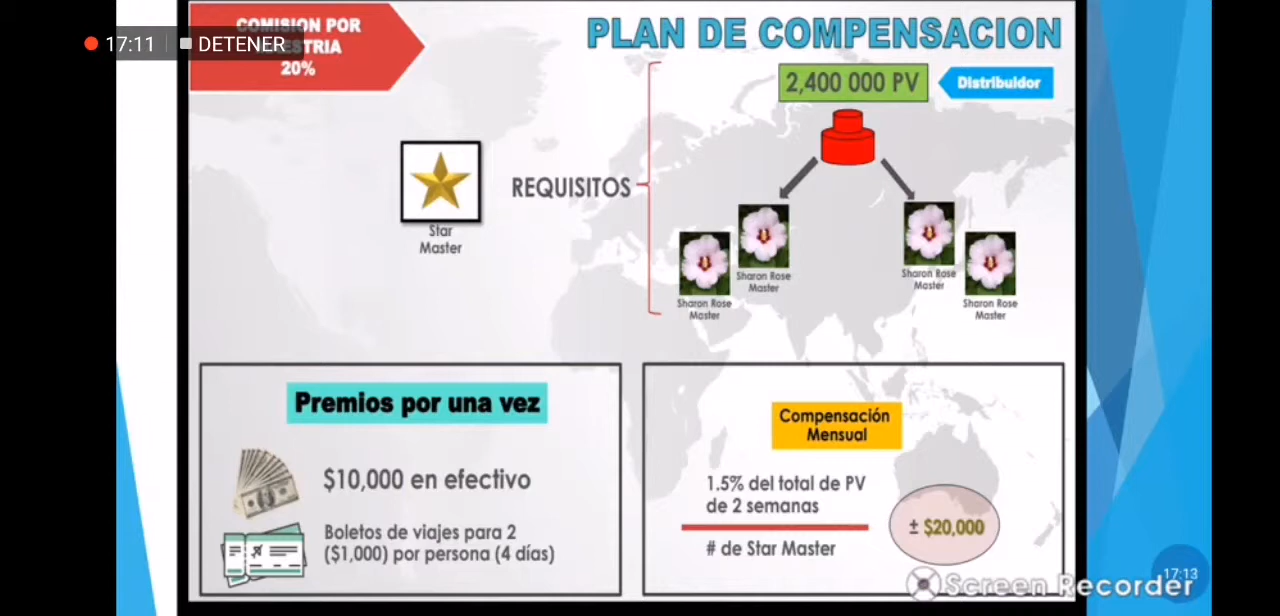 COMISION POR
17:11
DETENER
20%
PLAN DE COMPENSACION
2,400 000 PV
Distribuidor
REQUISITOS
Star
Master
Sharon Rose
Master
Sharon Rose
Master
Sharon Rose
Master
Sharon Rose
Master
Premios por una vez
$10,000 en efectivo
Boletos de viajes para 2
($1,000) por persona (4 días)
Compensación
Mensual
1.5% del total de PV
de 2 semanas
# de Star Master
± $20,000
Screen Recorder
17:13